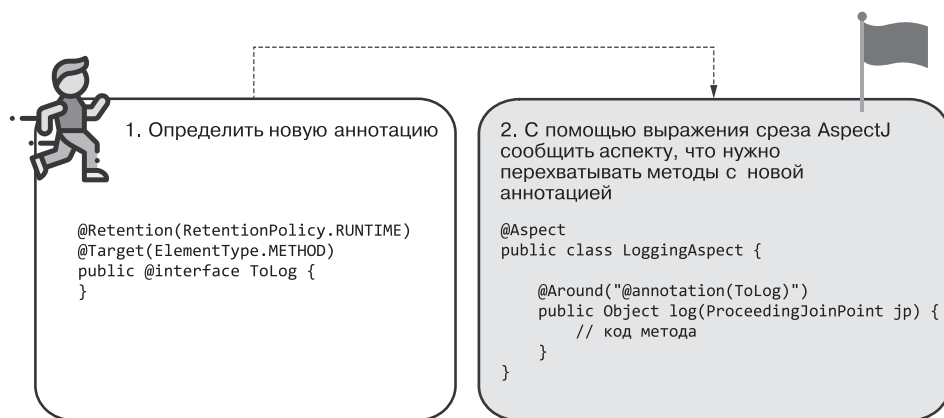 1. Определить новую аннотацию
@Retention(RetentionPolicy.RUNTIME)
@Target(ElementType.METHOD)
public @interface ToLog {
}
2. С помощью выражения среза AspectJ
сообщить аспекту, что нужно
перехватывать методы с новой
аннотацией
@Aspect
public class LoggingAspect {
@Around("@annotation(ToLog)")
public Object log(ProceedingJoinPoint jp) {
// код метода
}
}